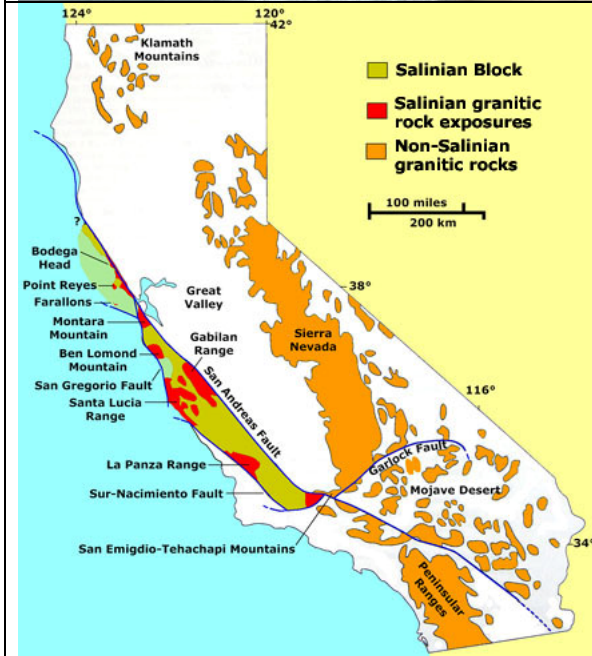 124°
120°
42°
Klamath
Mountains
Salinian Block
Salinian granitic
rock exposures
Non-Salinian
granitic rocks
100 miles
200 km
?
Bodega
Head
Point Reyes
Farallons
Montara
Mountain
Ben Lomond
Mountain
San Gregorio Fault
Santa Lucia
Range
La Panza Range
Sur-Nacimiento Fault
San Emigdio-Tehachapi Mountains
Great
Valley
Gabilan
Range
San Andreas Fault
Sierra
Nevada
38°
116°
Garlock Fault
Mojave Desert
34°
Peninsular
Ranges